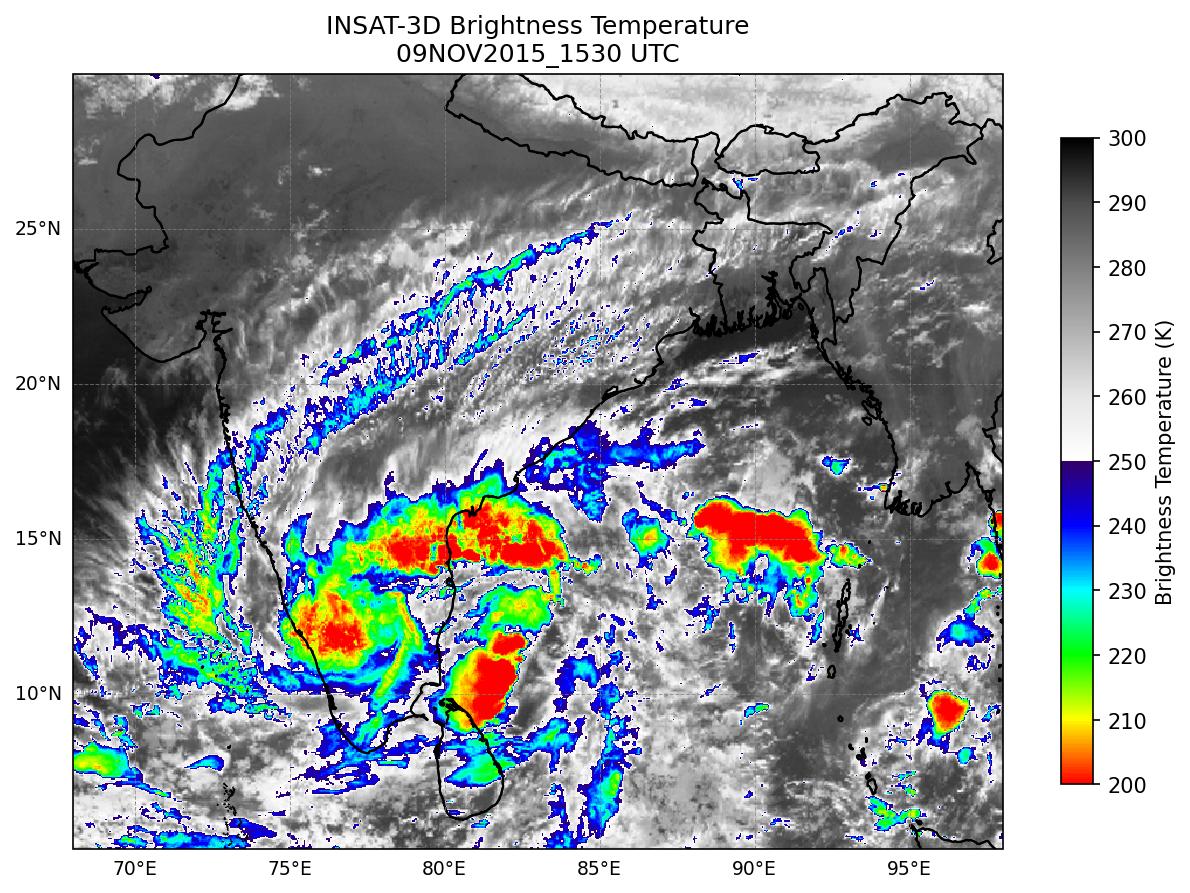 INSAT-3D Brightness Temperature
09NOV2015_1530 UTC
25°N
20°N
15°N
10°N
70°E
75°E
80°E
85°E
90°E
95°E
300
290
280
270
260
250
240
230
220
210
200
Brightness Temperature (K)